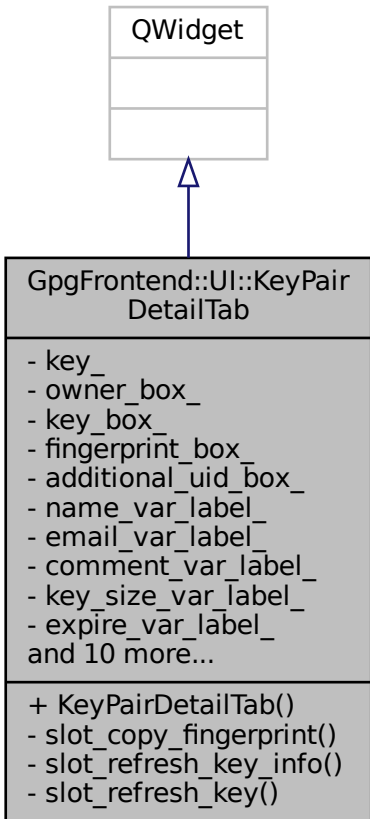 QWidget
GpgFrontend::UI::KeyPair
DetailTab
- key_
- owner_box_
- key_box_
- fingerprint_box_
- additional_uid_box_
- name_var_label_
- email_var_label_
- comment_var_label_
- key_size_var_label_
- expire_var_label_
and 10 more...
+ KeyPairDetailTab()
- slot_copy_fingerprint()
- slot_refresh_key_info()
- slot_refresh_key()